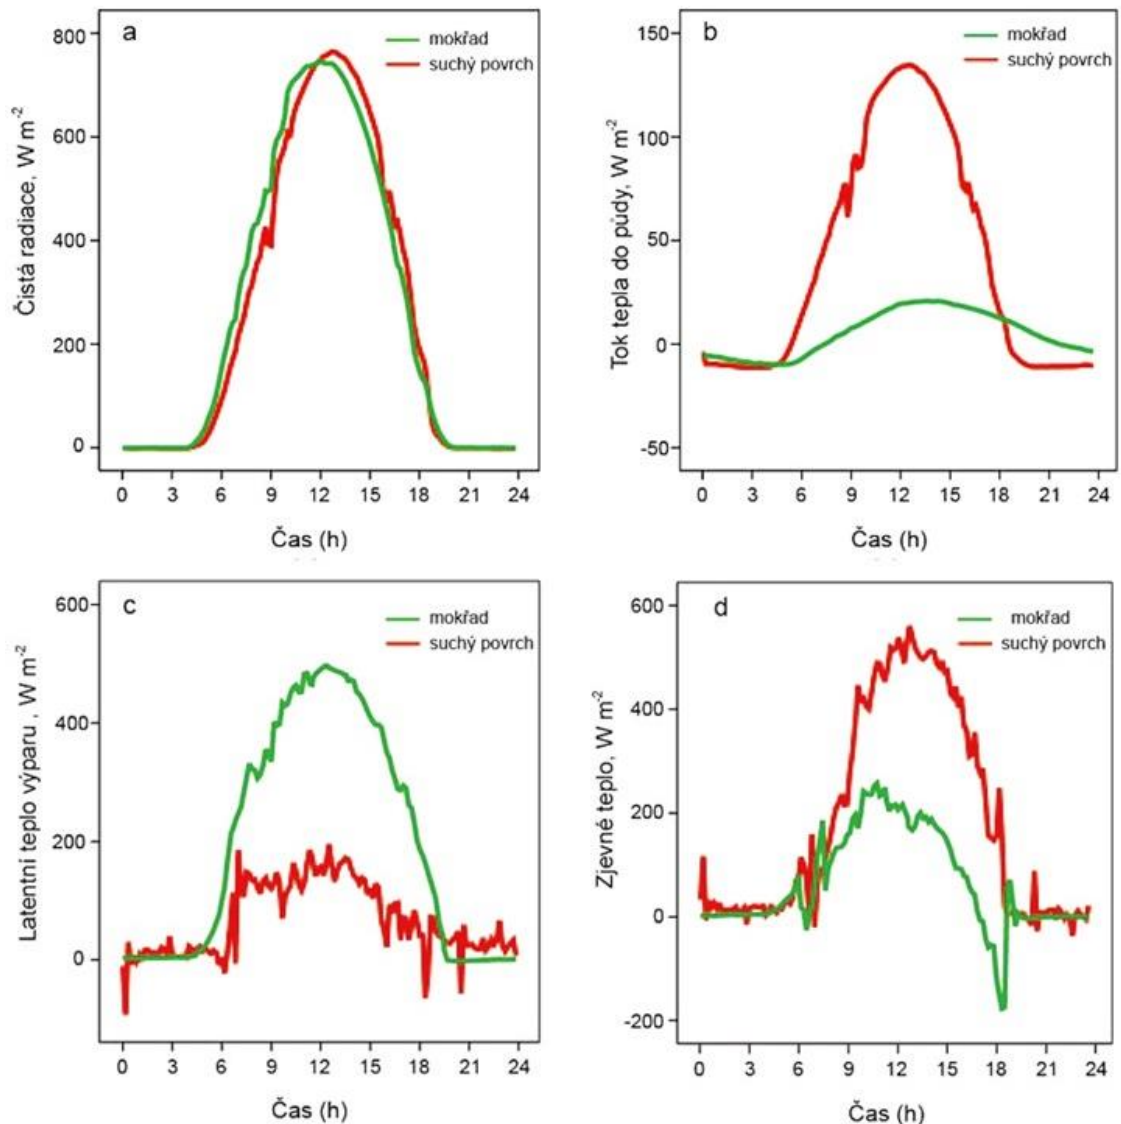 a
mokřad
suchý povrch
Čistá radiace, W m-2
800
600
400
200
0
0 3 6 9 12 15 18 21 24
Čas (h)
b
mokřad
suchý povrch
Tok tepla do půdy, W m-2
150
100
50
0
-50
0 3 6 9 12 15 18 21 24
Čas (h)
c
mokřad
suchý povrch
Latentní teplo výparu , W m-2
600
400
200
0
0 3 6 9 12 15 18 21 24
Čas (h)
d
mokřad
suchý povrch
Zjevné teplo, W m-2
600
400
200
0
-200
0 3 6 9 12 15 18 21 24
Čas (h)